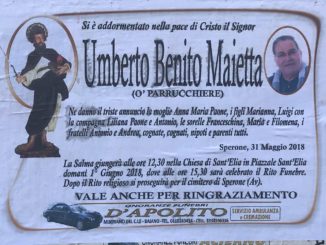 Si è addormentato nella pace di Cristo il Signor
Umberto Benito Maietta
(O' PARRUCCHIERE)
Ne danno il triste annuncio la moglie Anna Maria Paone, i figli Marianna, Luigi con
la compagna Liliana Paone e Antonio, le sorelle Franceschina, Maria e Filomena, i
fratelli Antonio e Andrea, cognate, cognati, nipoti e parenti tutti.
Sperone, 31 Maggio 2018
La Salma giungerà alle ore 12,30 nella Chiesa di Sant'Elia in Piazzale Sant'Elia
domani 1° Giugno 2018, dove alle ore 15,30 sarà celebrato il Rito Funebre.
Dopo il Rito religioso si proseguirà per il cimitero di Sperone (Av).
VALE ANCHE PER RINGRAZIAMENTO
ONORANZE FUNEBRI
D'APOLITO
SERVIZIO AMBULANZA
e CREMAZIONI